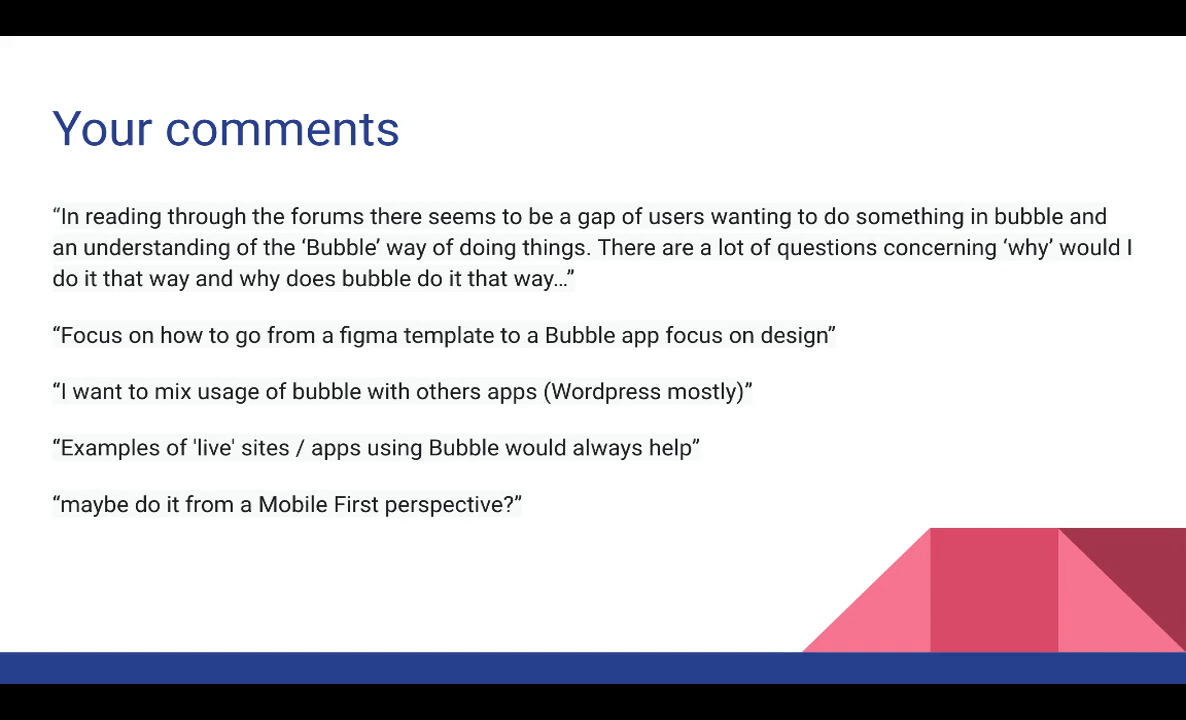 Your comments
“In reading through the forums there seems to be a gap of users wanting to do something in bubble and
an understanding of the ‘Bubble’ way of doing things. There are a lot of questions concerning ‘why’ would I
do it that way and why does bubble do it that way…”
“Focus on how to go from a figma template to a Bubble app focus on design”
“I want to mix usage of bubble with others apps (Wordpress mostly)”
“Examples of 'live' sites / apps using Bubble would always help”
“maybe do it from a Mobile First perspective?”